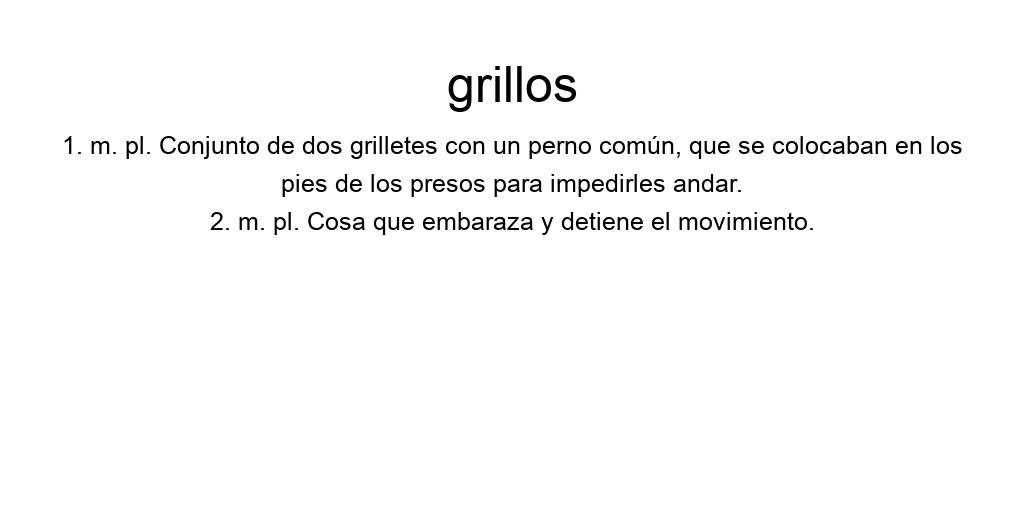 grillos
1. m. pl. Conjunto de dos grilletes con un perno común, que se colocaban en los
pies de los presos para impedirles andar.
2. m. pl. Cosa que embaraza y detiene el movimiento.